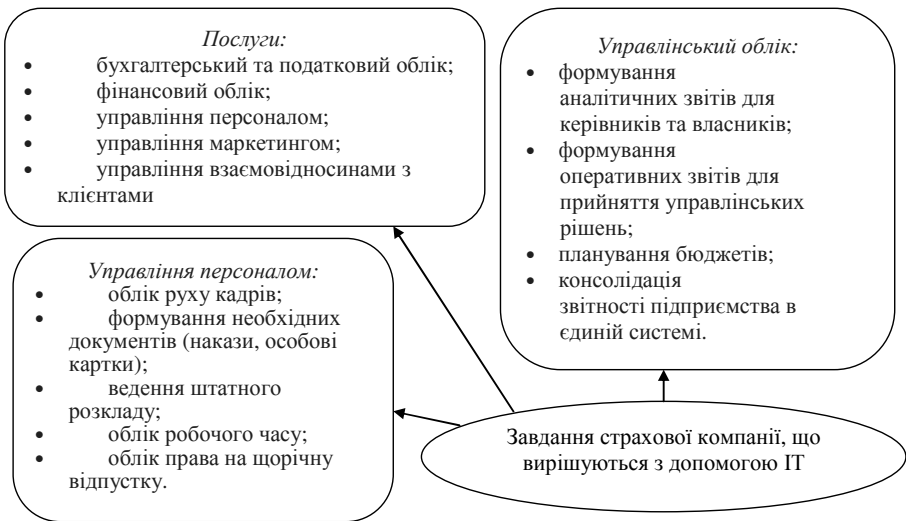 Послуги:
• бухгалтерський та податковий облік;
• фінансовий облік;
• управління персоналом;
• управління маркетингом;
• управління взаємовідносинами з
клієнтами
Управлінський облік:
• формування
аналітичних звітів для
керівників та власників;
• формування
оперативних звітів для
прийняття управлінських
рішень;
• планування бюджетів;
• консолідація
звітності підприємства в
єдиній системі.
Управління персоналом:
• облік руху кадрів;
• формування необхідних
документів (накази, особові
картки);
• ведення штатного
розкладу;
• облік робочого часу;
• облік права на щорічну
відпустку.
Завдання страхової компанії, що
вирішуються з допомогою ІТ